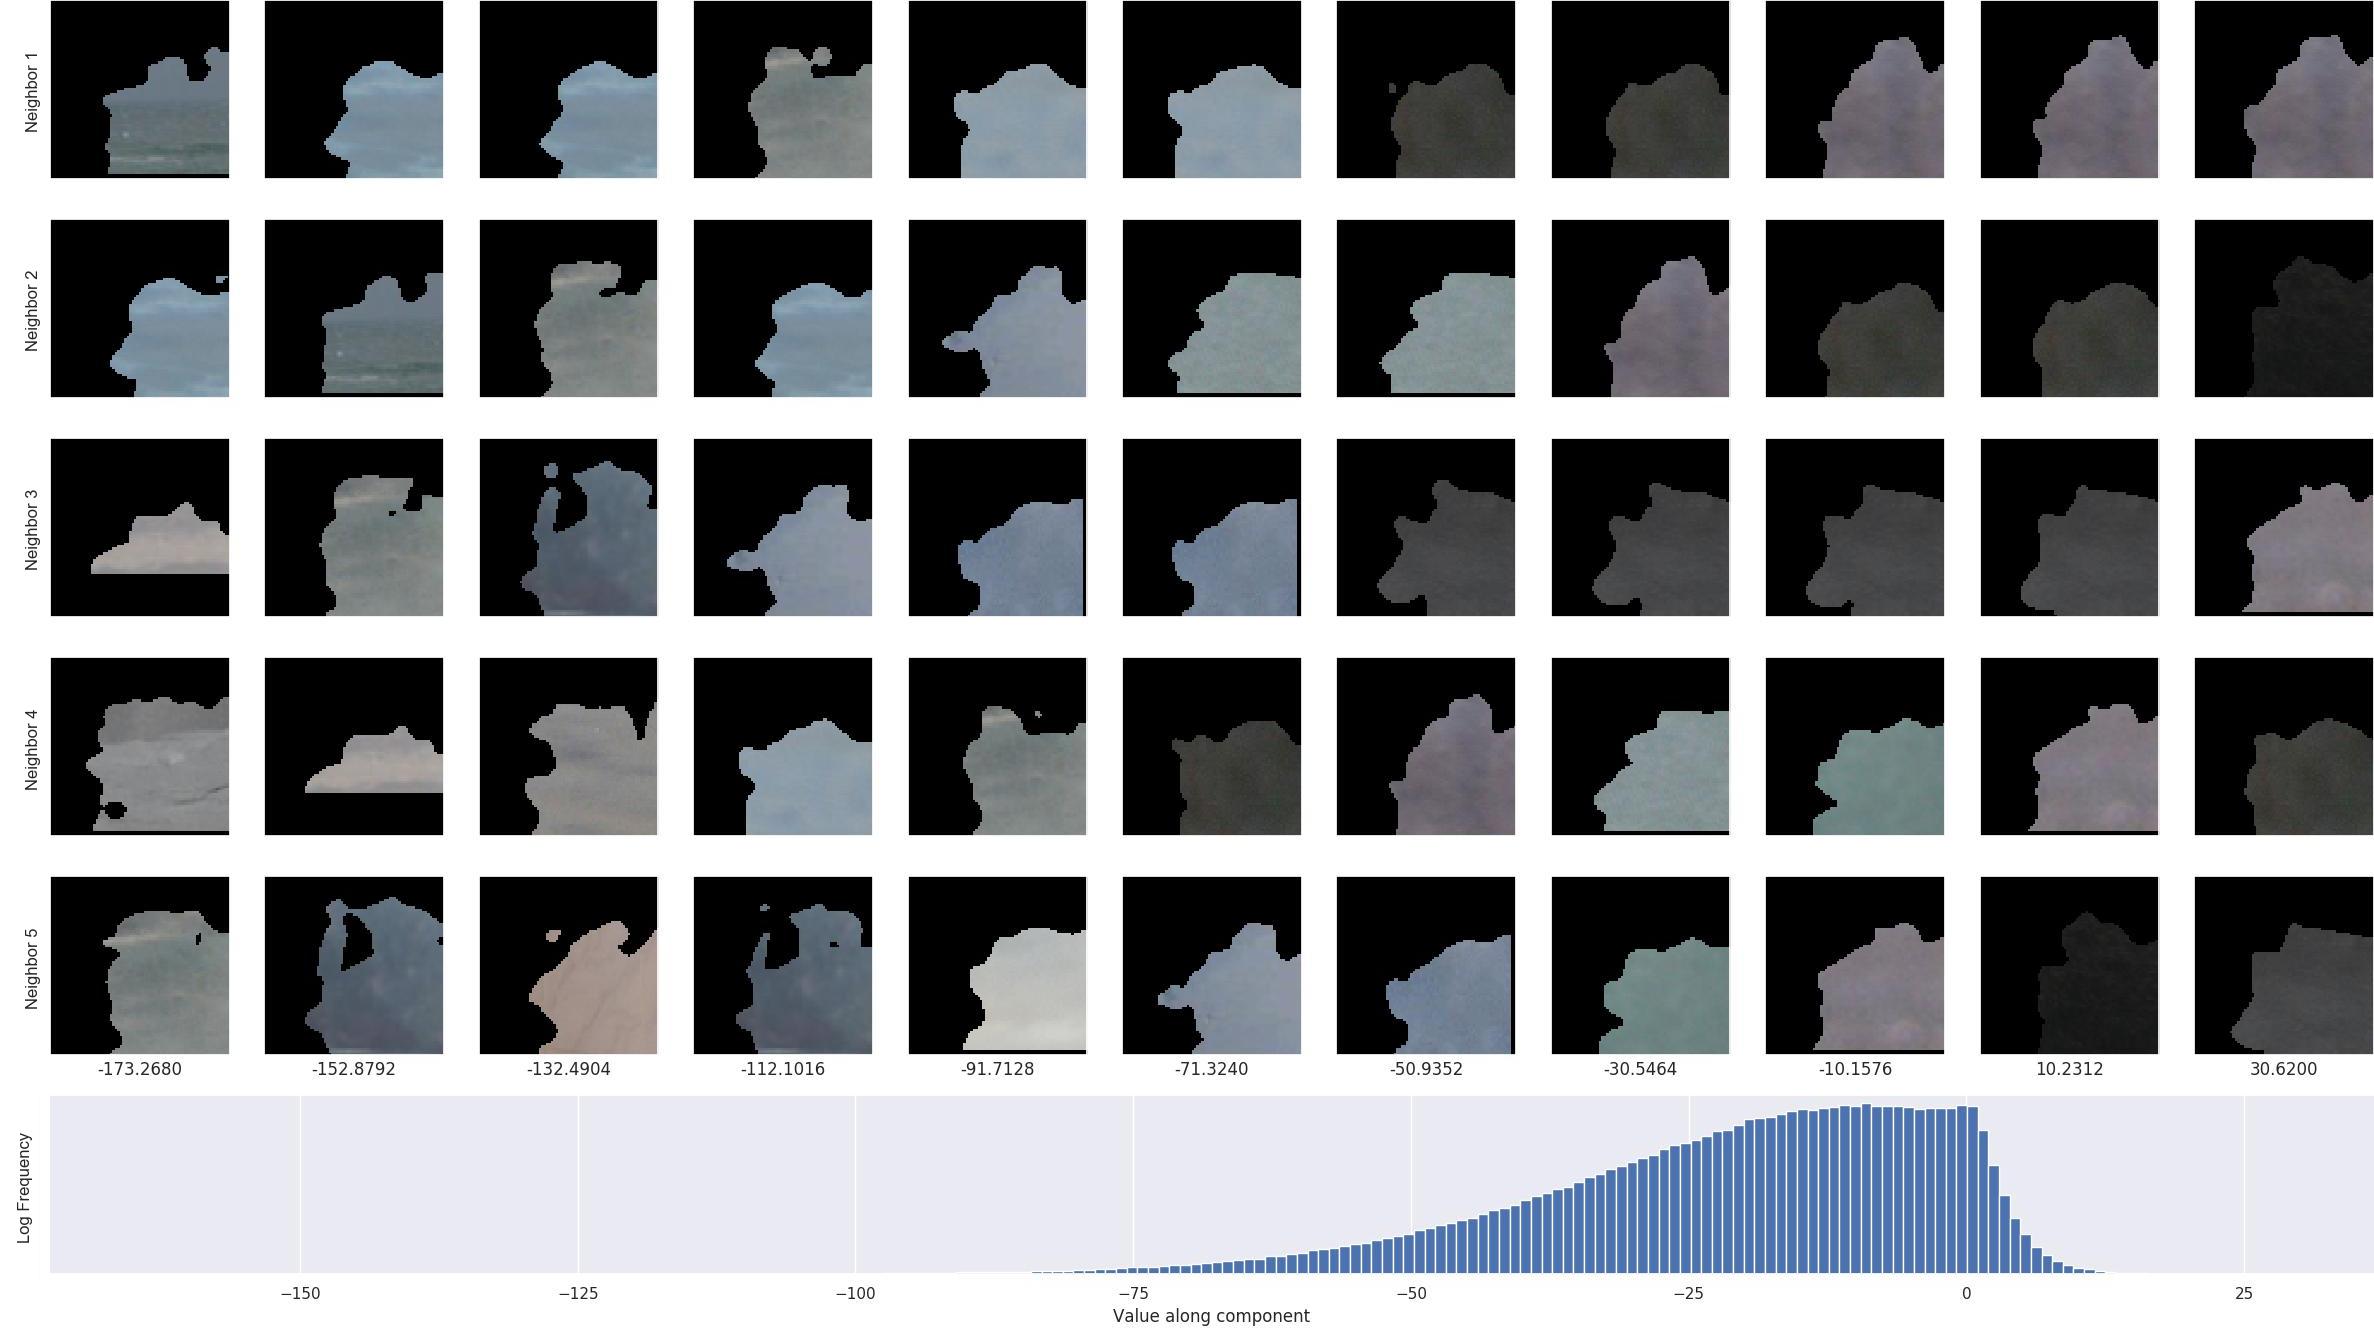 Neighbor 1
Neighbor 2
Neighbor 3
Neighbor 4
Neighbor 5
-173.2680 -152.8792 -132.4904 -112.1016 -91.7128 -71.3240 -50.9352 -30.5464 -10.1576 10.2312 30.6200
Log Frequency
−150 −125 −100 −75 −50 −25 0 25
Value along component